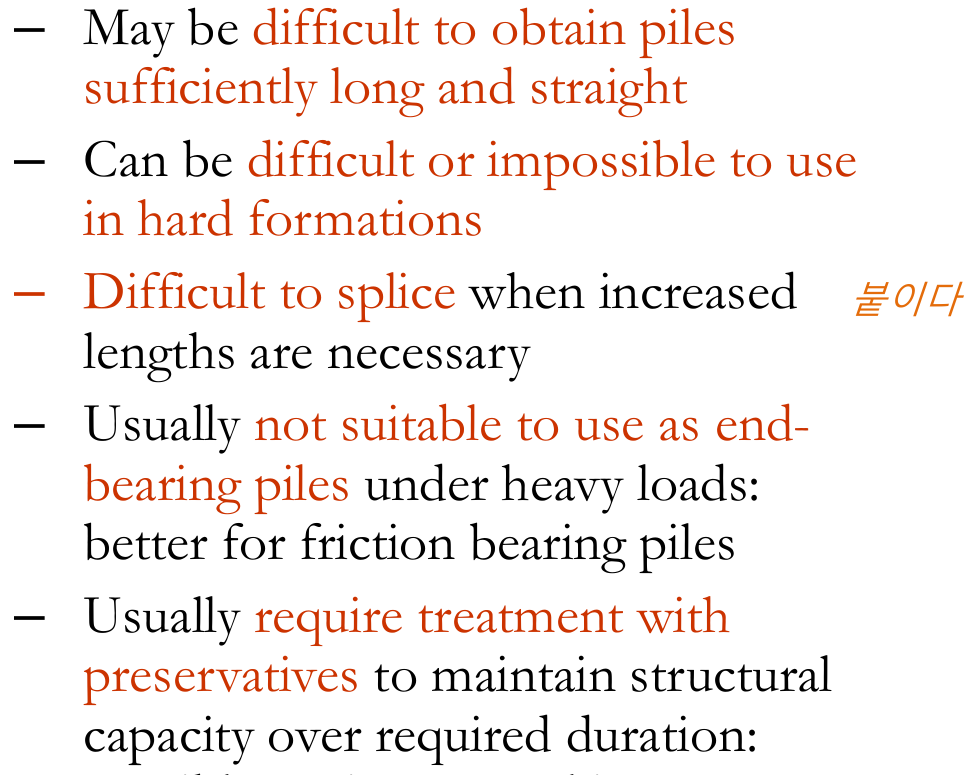 – May be difficult to obtain piles
sufficiently long and straight
– Can be difficult or impossible to use
in hard formations
– Difficult to splice when increased 붙이다
lengths are necessary
– Usually not suitable to use as end-
bearing piles under heavy loads:
better for friction bearing piles
– Usually require treatment with
preservatives to maintain structural
capacity over required duration: